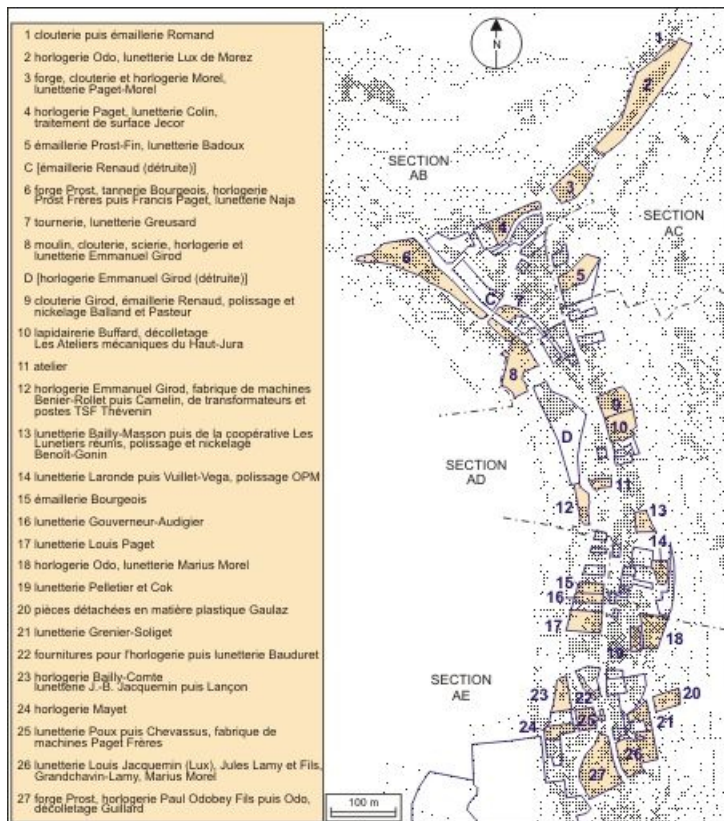 1 clouterie puis émaillerie Romand
2 horlogerie Odo, lunetterie Lux de Morez
3 forge, clouterie et horlogerie Morel,
lunetterie Paget-Morel
4 horlogerie Paget, lunetterie Colin,
traitement de surface Jecor
5 émaillerie Prost-Fin, lunetterie Badoux
C [émaillerie Renaud (détruite)]
6 forge Prost, tannerie Bourgeois, horlogerie
Prost Frères puis Francis Paget, lunetterie Naja
7 tournerie, lunetterie Greusard
8 moulin, clouterie, scierie, horlogerie et
lunetterie Emmanuel Girod
D [horlogerie Emmanuel Girod (détruite)]
9 clouterie Girod, émaillerie Renaud, polissage et
nickelage Balland et Pasteur
10 lapidairerie Buffard, décolletage
Les Ateliers mécaniques du Haut-Jura
11 atelier
12 horlogerie Emmanuel Girod, fabrique de machines
Benier-Rollet puis Camelin, de transformateurs et
postes TSF Thévenin
13 lunetterie Bailly-Masson puis de la coopérative Les
Lunetiers réunis, polissage et nickelage
Benoît-Gonin
14 lunetterie Laronde puis Vuillet-Vega, polissage OPM
15 émaillerie Bourgeois
16 lunetterie Gouverneur-Audigier
17 lunetterie Louis Paget
18 horlogerie Odo, lunetterie Marius Morel
19 lunetterie Pelletier et Cok
20 pièces détachées en matière plastique Gaulaz
21 lunetterie Grenier-Soliget
22 fournitures pour l'horlogerie puis lunetterie Bauduret
23 horlogerie Bailly-Comte
lunetterie J.-B. Jacquemin puis Lançon
24 horlogerie Mayet
25 lunetterie Poux puis Chevassus, fabrique de
machines Paget Frères
26 lunetterie Louis Jacquemin (Lux), Jules Lamy et Fils,
Grandchavin-Lamy, Marius Morel
27 forge Prost, horlogerie Paul Odobey Fils puis Odo,
décolletage Guillard
N
1
2
SECTION
AB
3
SECTION
AC
4
6
5
C
7
8
9
10
D
SECTION
AD
11
12
13
14
15
16
17
18
19
SECTION
AE
23
22
20
21
24
25
26
27
100 m